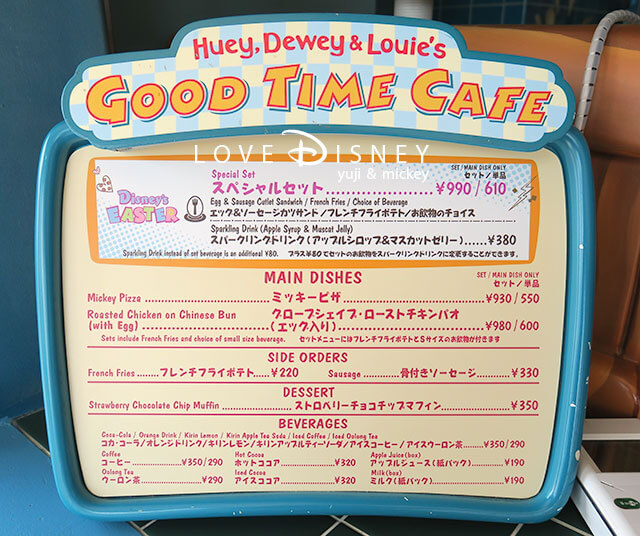 Huey, Dewey & Louie's
GOOD TIME CAFE
LOVE DISNEY
yuji & mickey
Disney's
EASTER
SET / MAIN DISH ONLY
セット / 単品
Special Set
スペシャルセット ¥990 / 610
Egg & Sausage Cutlet Sandwich / French Fries / Choice of Beverage
エッグ&ソーセージカツサンド / フレンチフライポテト / お飲物のチョイス
Sparkling Drink (Apple Syrup & Muscat Jelly)
スパークリングドリンク(アップルシロップ&マスカットゼリー)......¥380
Sparkling Drink instead of set beverage is an additional ¥80. プラス¥80でセットのお飲物をスパークリングドリンクに変更することができます。
MAIN DISHES
SET / MAIN DISH ONLY
セット / 単品
Mickey Pizza ミッキーピザ ¥930 / 550
Roasted Chicken on Chinese Bun グローブシェイプ・ローストチキンパオ
(with Egg) (エッグ入り) ¥980 / 600
Sets include French Fries and choice of small size beverage. セットメニューにはフレンチフライポテトとSサイズのお飲物が付きます
SIDE ORDERS
French Fries フレンチフライポテト ¥220 Sausage 骨付きソーセージ ¥330
DESSERT
Strawberry Chocolate Chip Muffin ストロベリーチョコチップマフィン ¥350
BEVERAGES
Coca-Cola / Orange Drink / Kirin Lemon / Kirin Apple Tea Soda / Iced Coffee / Iced Oolong Tea
コカ・コーラ / オレンジドリンク / キリンレモン / キリンアップルティーソーダ / アイスコーヒー / アイスウーロン茶 ¥350 / 290
Coffee Hot Cocoa Apple Juice (box)
コーヒー ¥350 / 290 ホットココア ¥320 アップルジュース (紙パック) ¥190
Oolong Tea Iced Cocoa Milk (box)
ウーロン茶 ¥290 アイスココア ¥320 ミルク (紙パック) ¥190